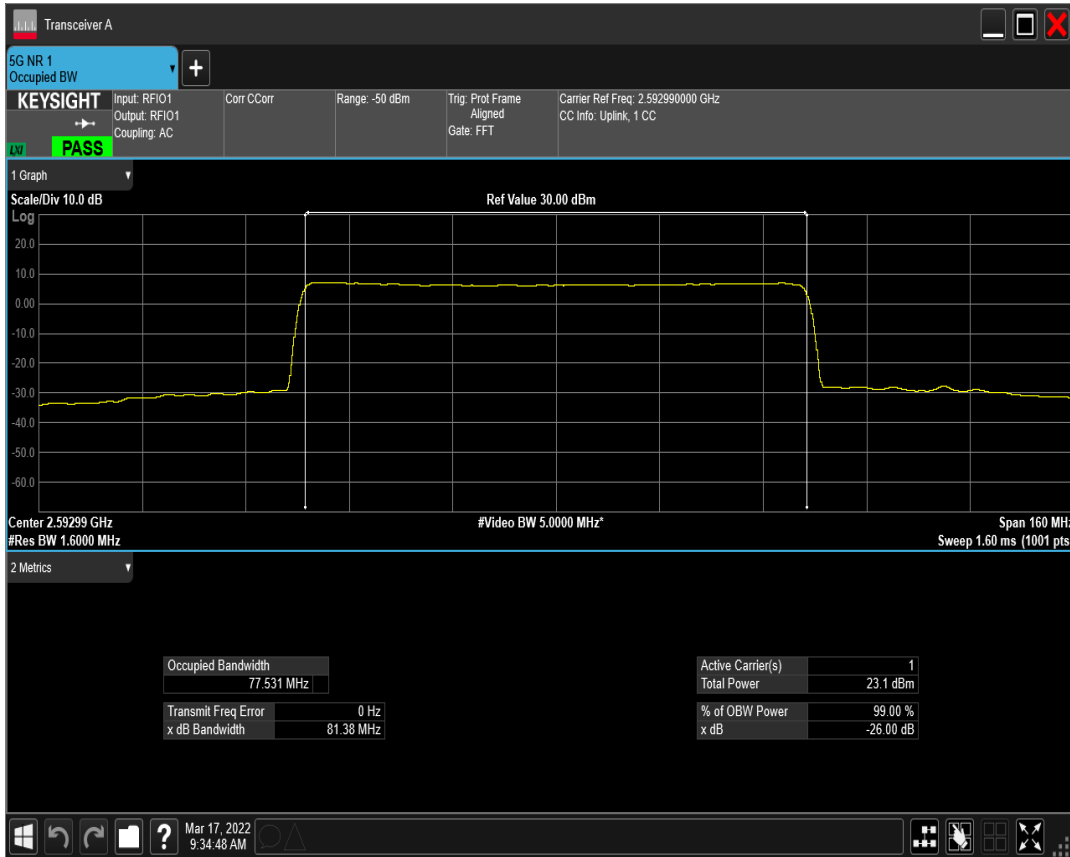 Transceiver A
5G NR 1
Occupied BW
KEYSIGHT
LXI
PASS
Input: RFIO1
Output: RFIO1
Coupling: AC
Corr CCorr
Range: -50 dBm
Trig: Prot Frame
Aligned
Gate: FFT
Carrier Ref Freq: 2.592990000 GHz
CC Info: Uplink, 1 CC
1 Graph
Scale/Div 10.0 dB
Ref Value 30.00 dBm
Log
20.0
10.0
0.00
-10.0
-20.0
-30.0
-40.0
-50.0
-60.0
Center 2.59299 GHz
#Video BW 5.0000 MHz*
Span 160 MHz
#Res BW 1.6000 MHz
Sweep 1.60 ms (1001 pts
2 Metrics
Occupied Bandwidth
77.531 MHz
Transmit Freq Error 0 Hz
x dB Bandwidth 81.38 MHz
Active Carrier(s) 1
Total Power 23.1 dBm
% of OBW Power 99.00 %
x dB -26.00 dB
?
Mar 17, 2022
9:34:48 AM